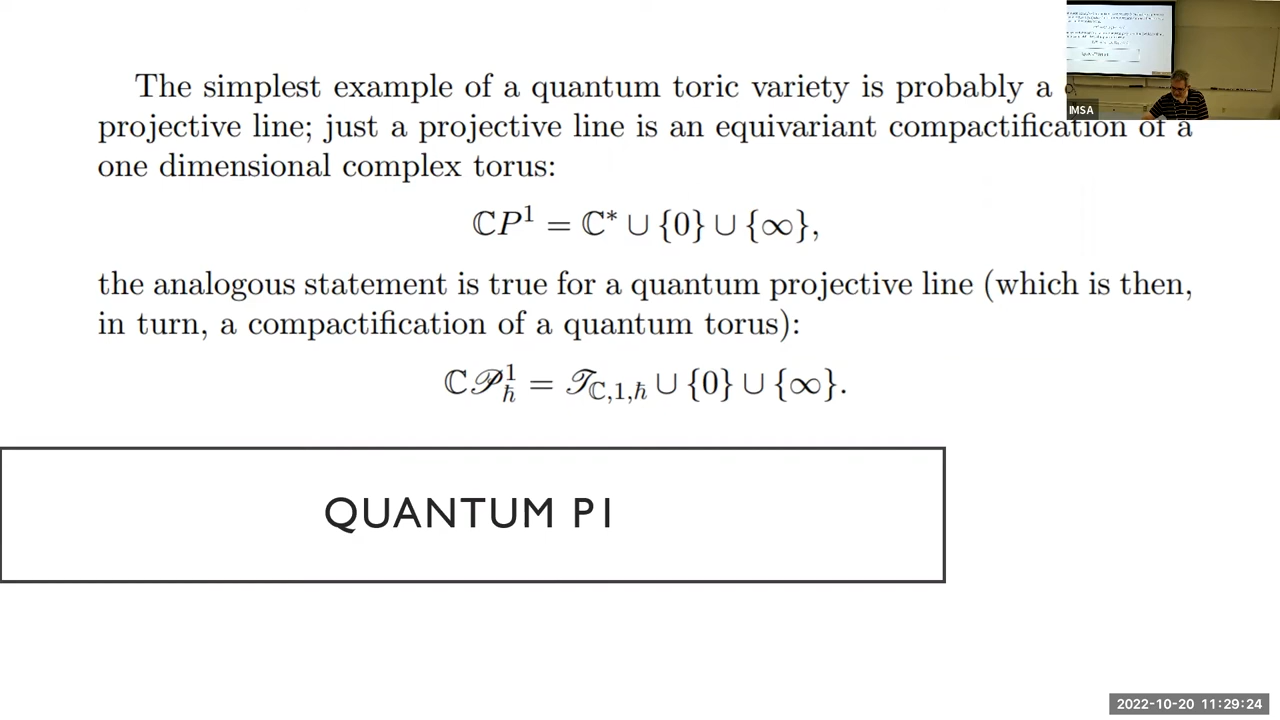 The simplest example of a quantum toric variety is probably a
projective line; just a projective line is an equivariant compactification of a
one dimensional complex torus:
ℂP¹ = ℂ* ∪ {0} ∪ {∞},
the analogous statement is true for a quantum projective line (which is then,
in turn, a compactification of a quantum torus):
ℂ𝒫¹_ℏ = 𝒯_{ℂ,1,ℏ} ∪ {0} ∪ {∞}.
QUANTUM P1
IMSA
2022-10-20 11:29:24